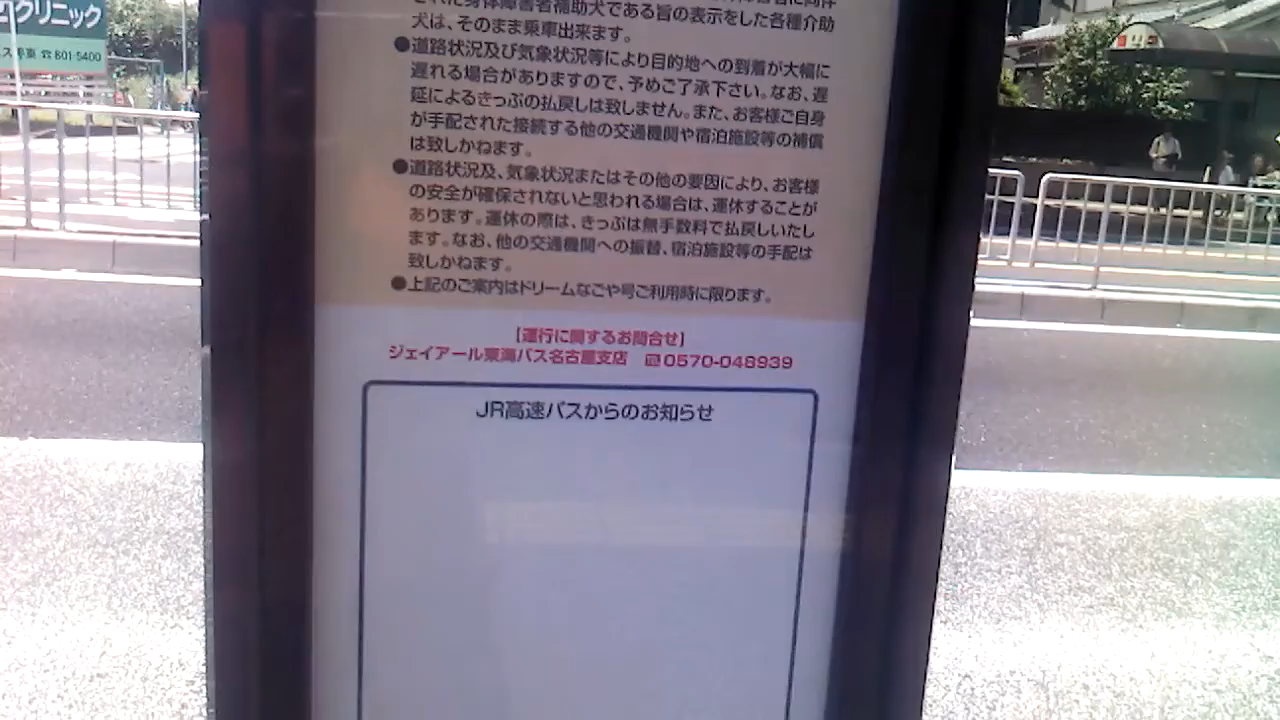 クリニック
☎801-5400
された身体障害者補助犬である旨の表示をした各種介助
犬は、そのまま乗車出来ます。
●道路状況及び気象状況等により目的地への到着が大幅に
遅れる場合がありますので、予めご了承下さい。なお、遅
延によるきっぷの払戻しは致しません。また、お客様ご自身
が手配された接続する他の交通機関や宿泊施設等の補償
は致しかねます。
●道路状況及、気象状況またはその他の要因により、お客様
の安全が確保されないと思われる場合は、運休することが
あります。運休の際は、きっぷは無手数料で払戻しいたし
ます。なお、他の交通機関への振替、宿泊施設等の手配は
致しかねます。
●上記のご案内はドリームなごや号ご利用時に限ります。
【運行に関するお問合せ】
ジェイアール東海バス名古屋支店 ☎0570-048939
JR高速バスからのお知らせ